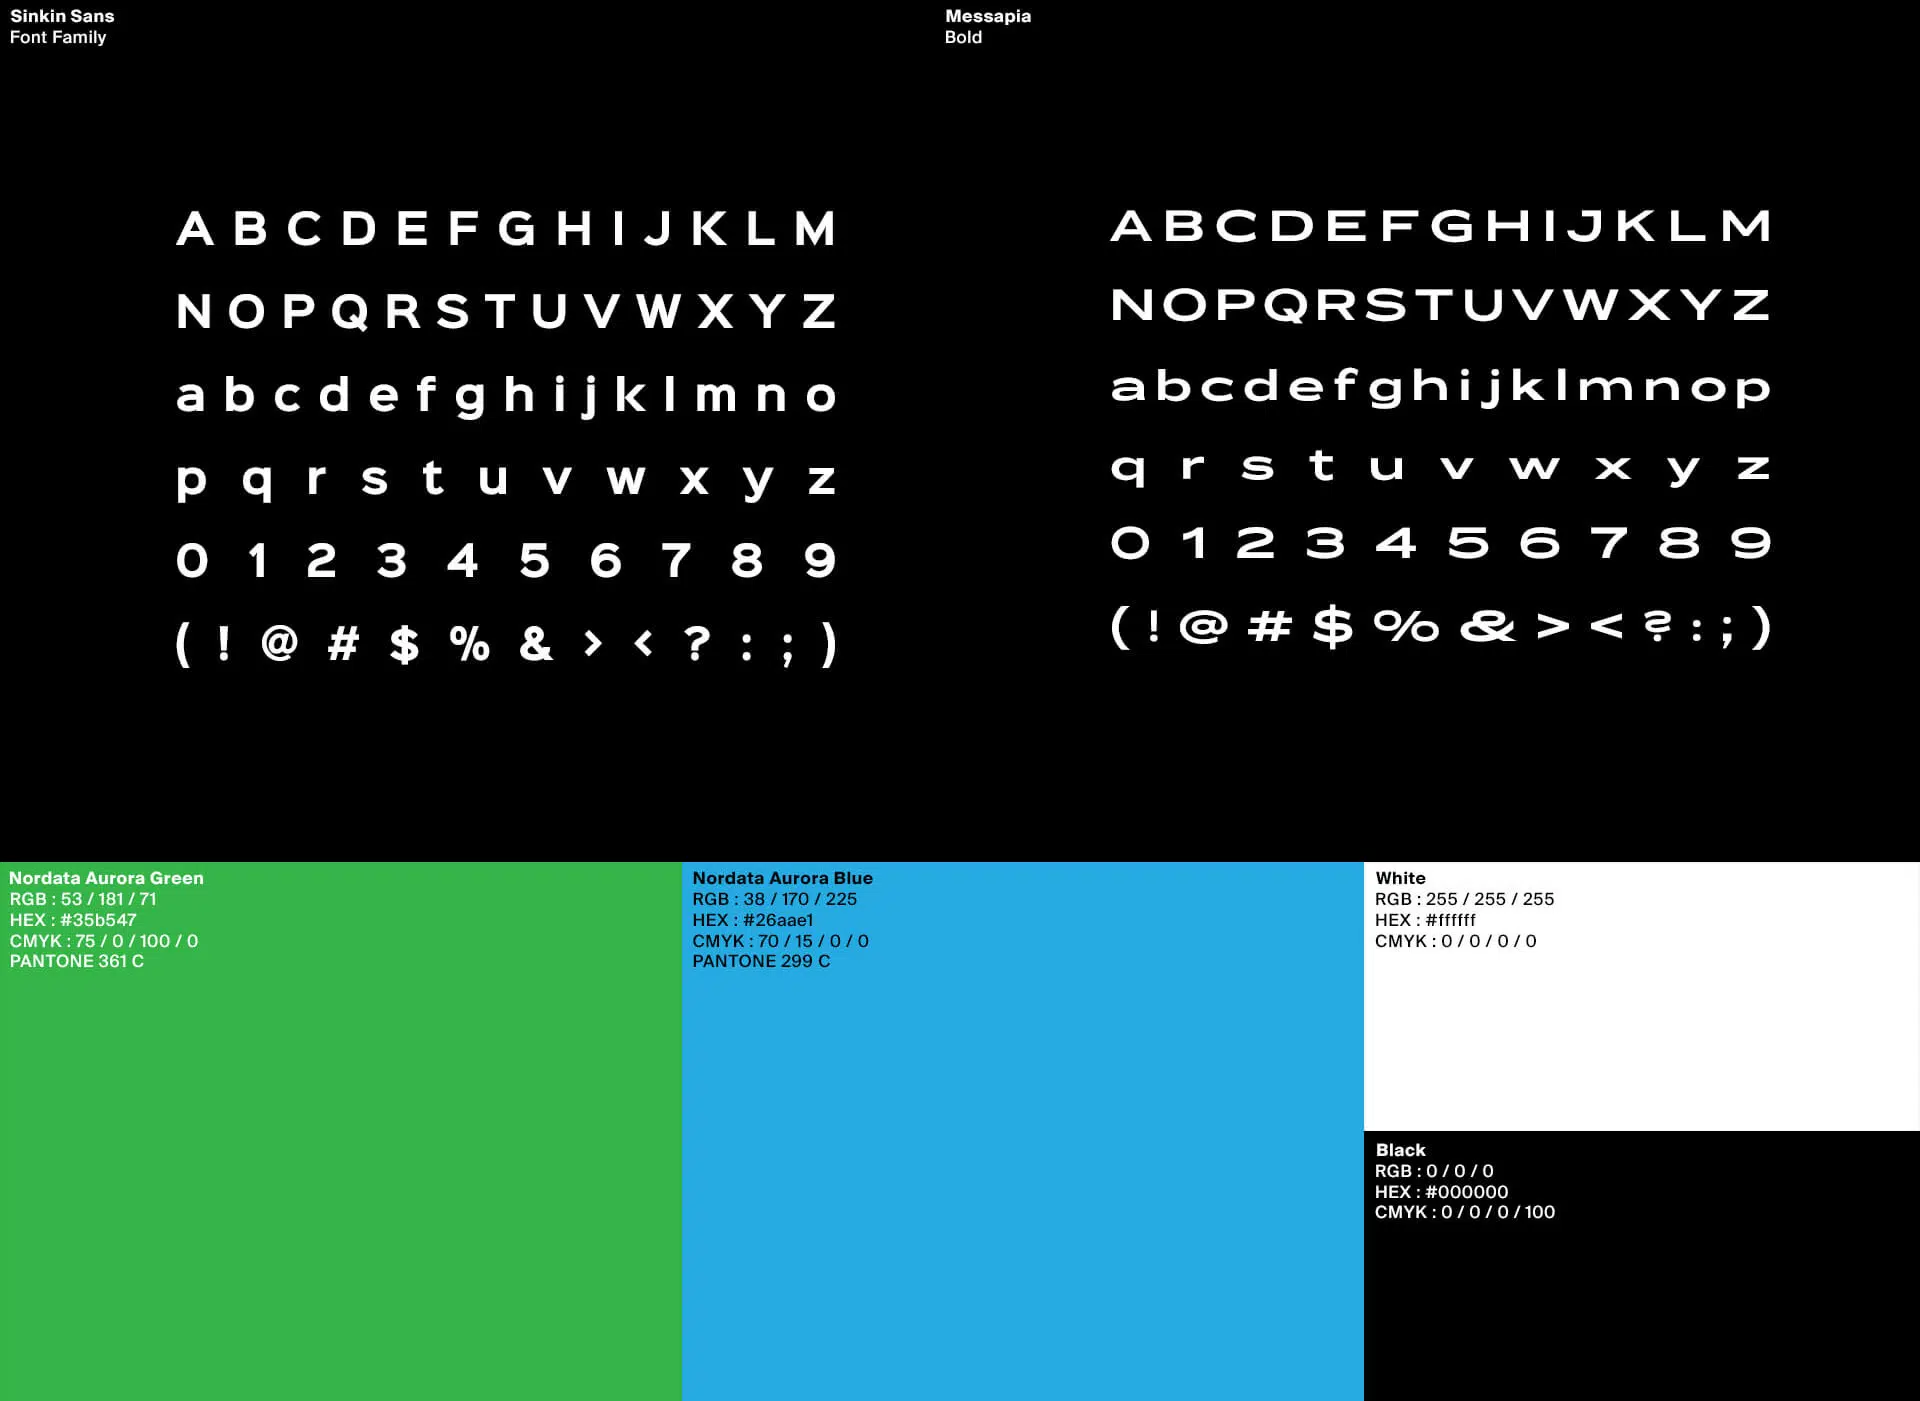 Sinkin Sans
Font Family
A B C D E F G H I J K L M
N O P Q R S T U V W X Y Z
a b c d e f g h i j k l m n o
p q r s t u v w x y z
0 1 2 3 4 5 6 7 8 9
( ! @ # $ % & > < ? : ; )
Messapia
Bold
A B C D E F G H I J K L M
N O P Q R S T U V W X Y Z
a b c d e f g h i j k l m n o p
q r s t u v w x y z
0 1 2 3 4 5 6 7 8 9
( ! @ # $ % & > < ? : ; )
Nordata Aurora Green
RGB : 53 / 181 / 71
HEX : #35b547
CMYK : 75 / 0 / 100 / 0
PANTONE 361 C
Nordata Aurora Blue
RGB : 38 / 170 / 225
HEX : #26aae1
CMYK : 70 / 15 / 0 / 0
PANTONE 299 C
White
RGB : 255 / 255 / 255
HEX : #ffffff
CMYK : 0 / 0 / 0 / 0
Black
RGB : 0 / 0 / 0
HEX : #000000
CMYK : 0 / 0 / 0 / 100